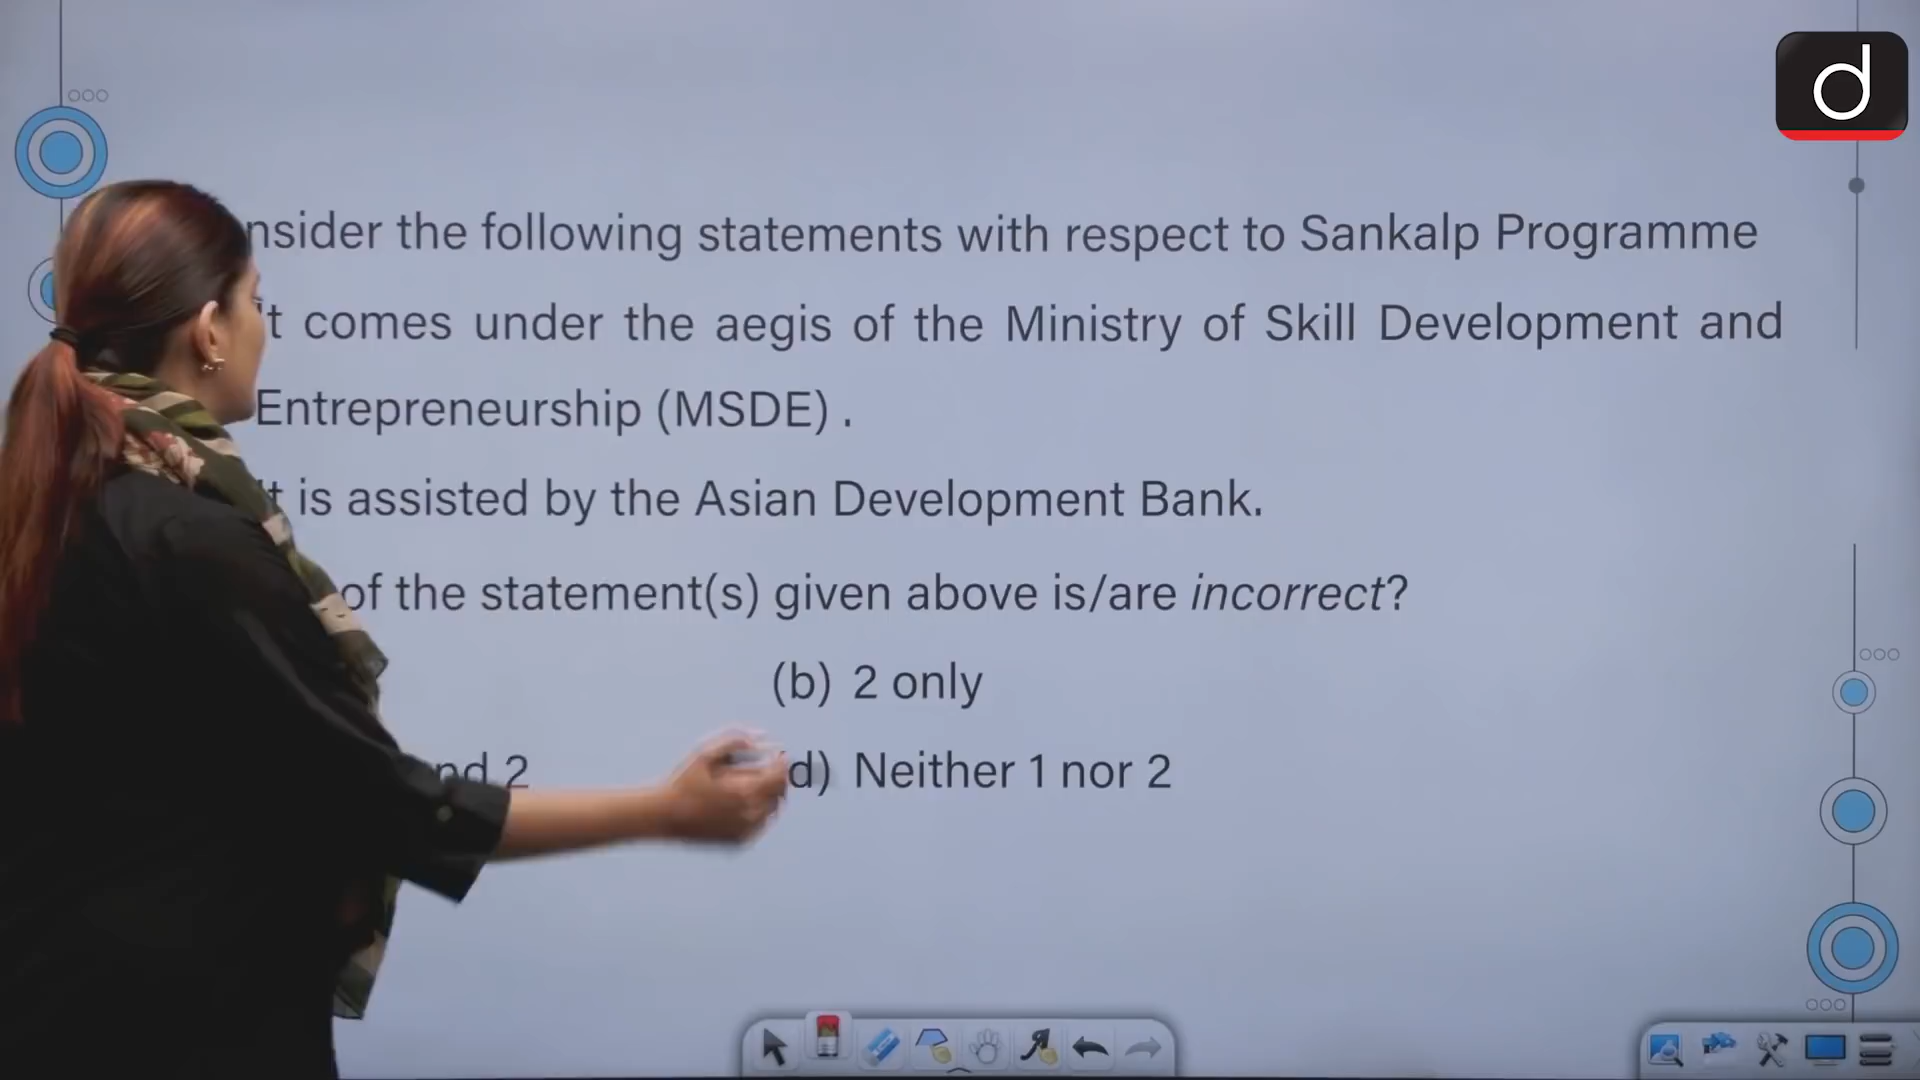 nsider the following statements with respect to Sankalp Programme
It comes under the aegis of the Ministry of Skill Development and
Entrepreneurship (MSDE) .
It is assisted by the Asian Development Bank.
of the statement(s) given above is/are incorrect?
(b) 2 only
nd 2 (d) Neither 1 nor 2
d